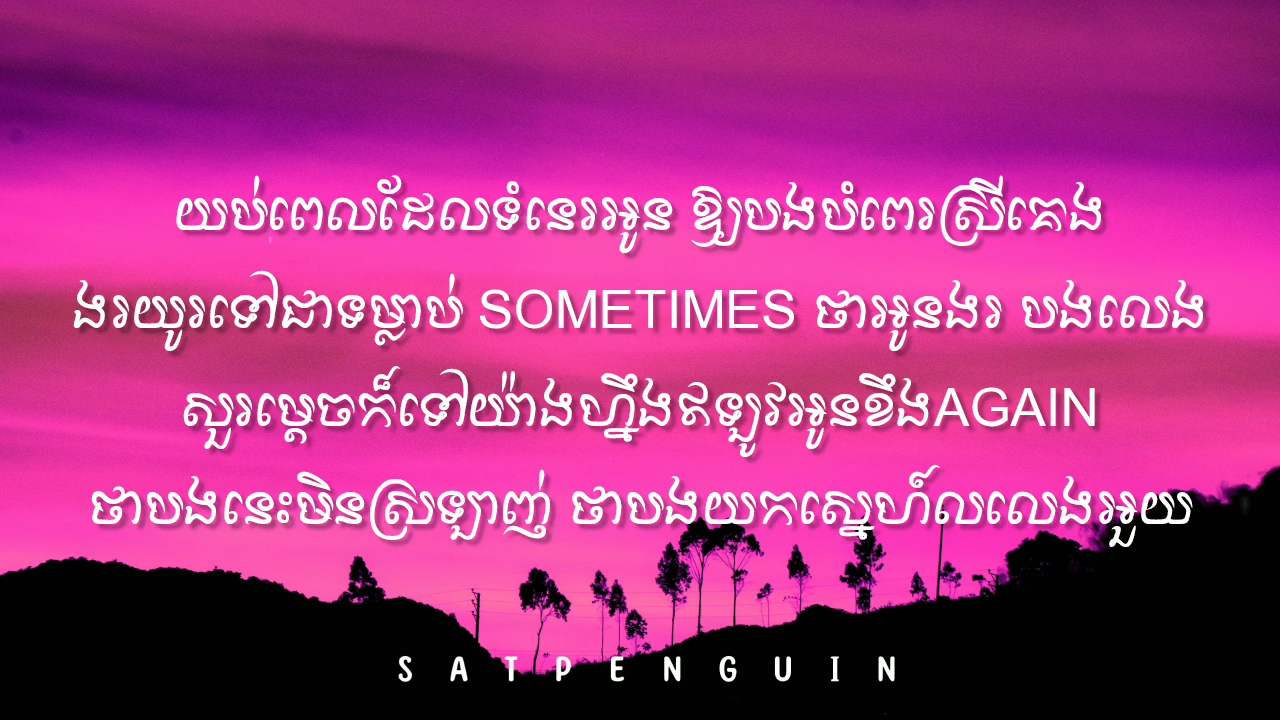 យប់ពេលដែលទំនេរអូន ឱ្យបងបំពេរស្រីគេង
ងរយូរទៅជាទម្លាប់ SOMETIMES ថារអូនងរ បងលេង
សួរម្ដេចក៏ទៅយ៉ាងហ្នឹងឥឡូវអូនខឹងAGAIN
ថាបងនេះមិនស្រឡាញ់ ថាបងយកស្នេហ៍លលេងអួយ
SATPENGUIN